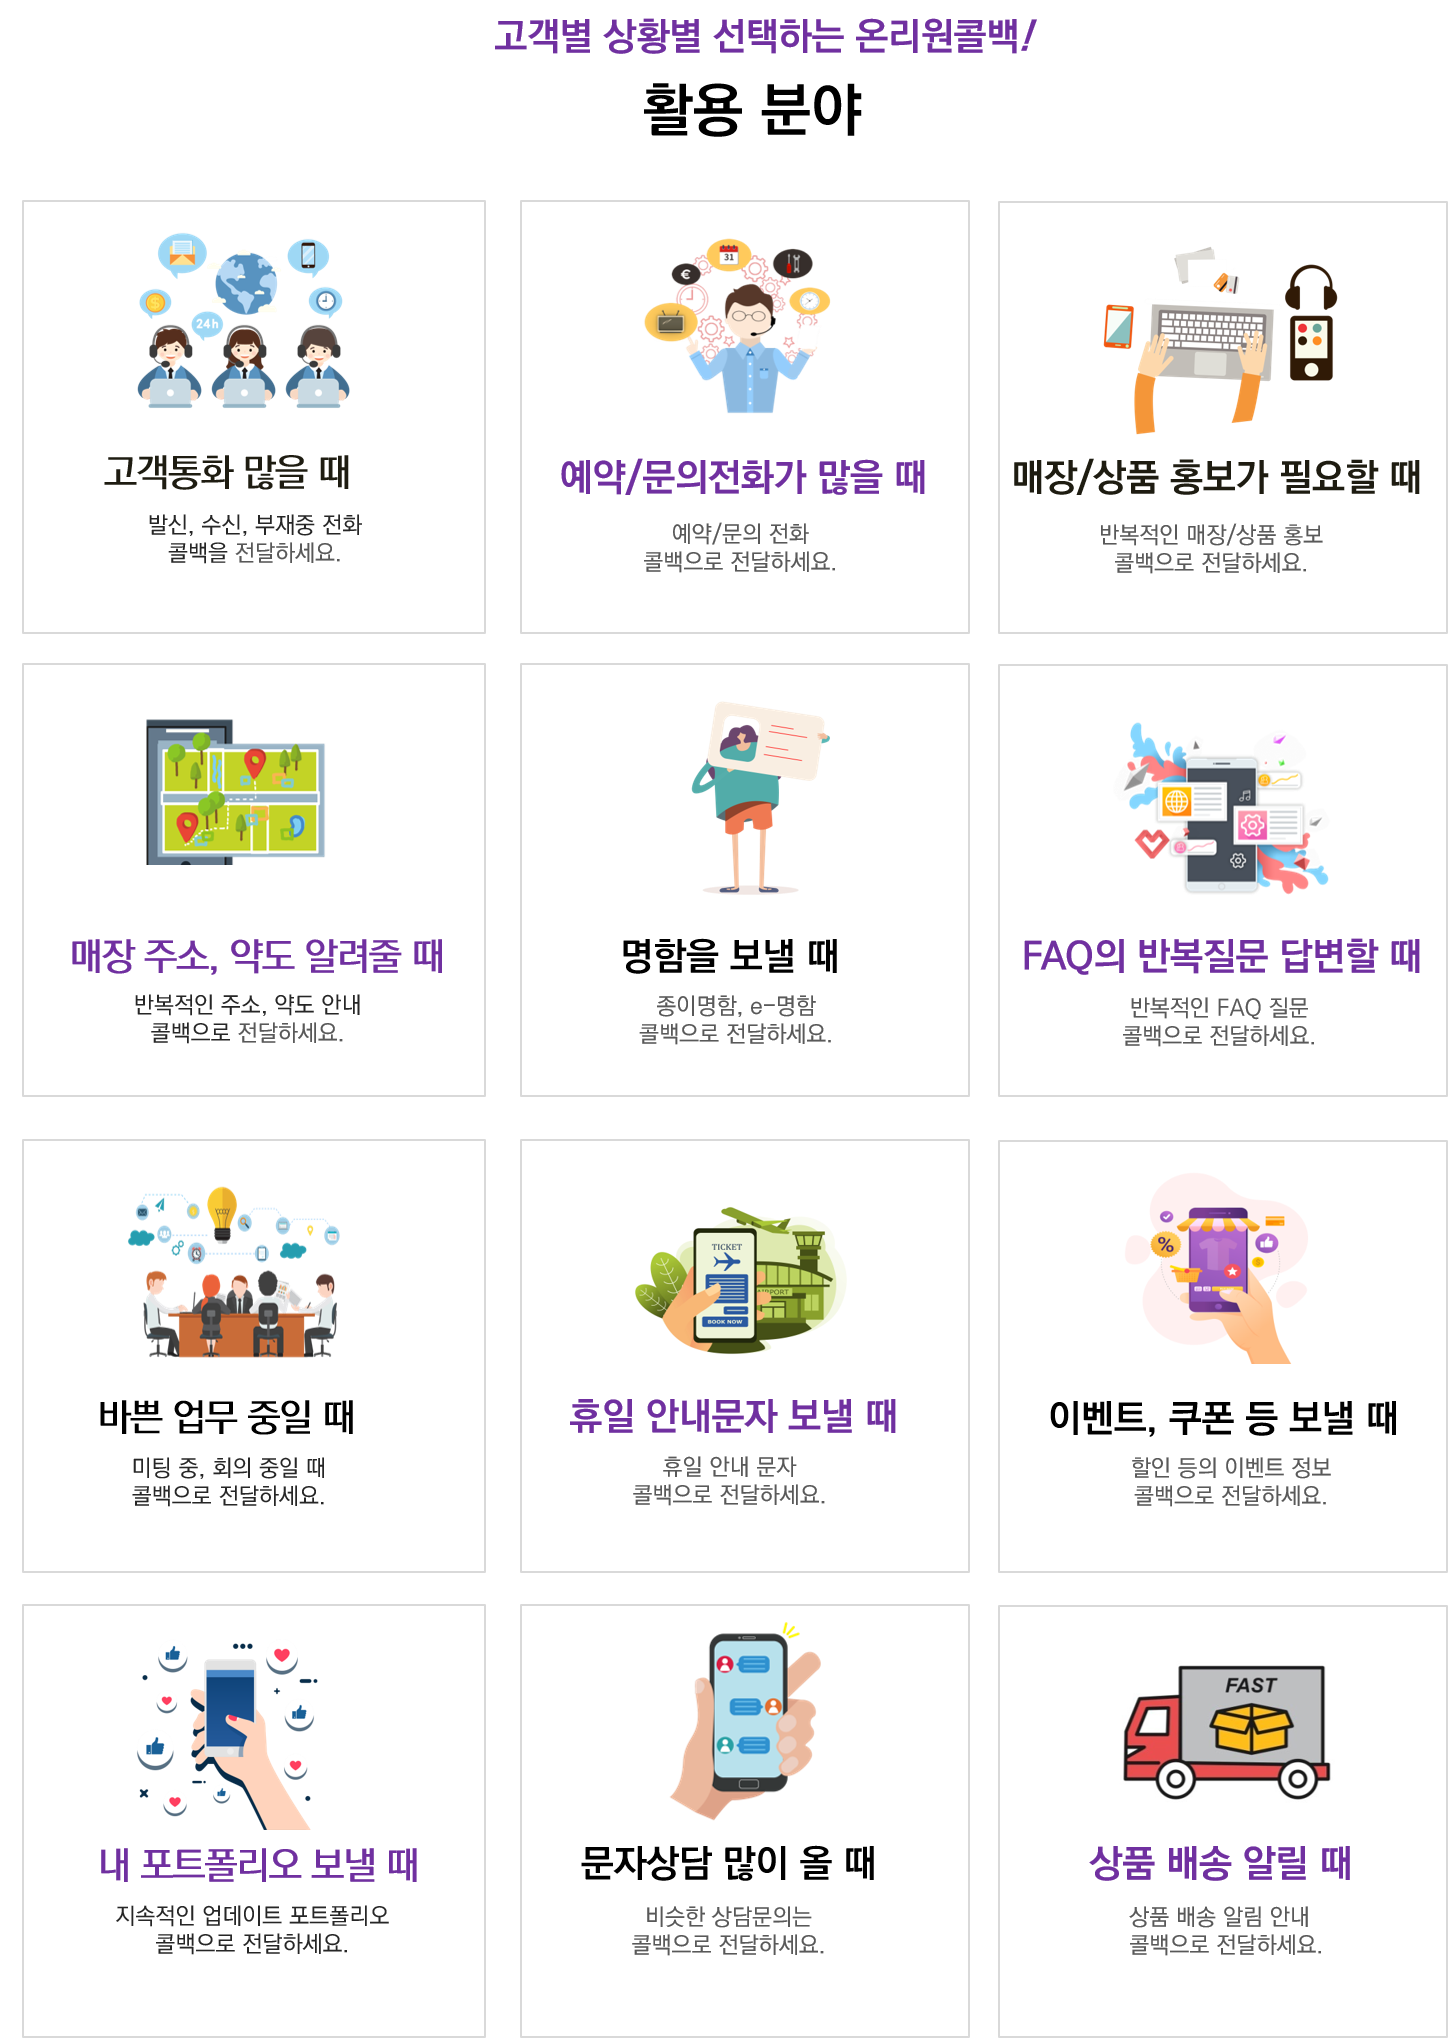 고객별 상황별 선택하는 온리원콜백!
활용 분야
24h
고객통화 많을 때
발신, 수신, 부재중 전화
콜백을 전달하세요.
31
예약/문의전화가 많을 때
예약/문의 전화
콜백으로 전달하세요.
매장/상품 홍보가 필요할 때
반복적인 매장/상품 홍보
콜백으로 전달하세요.
매장 주소, 약도 알려줄 때
반복적인 주소, 약도 안내
콜백으로 전달하세요.
명함을 보낼 때
종이명함, e-명함
콜백으로 전달하세요.
FAQ의 반복질문 답변할 때
반복적인 FAQ 질문
콜백으로 전달하세요.
바쁜 업무 중일 때
미팅 중, 회의 중일 때
콜백으로 전달하세요.
TICKET
AIRPORT
BOOK NOW
휴일 안내문자 보낼 때
휴일 안내 문자
콜백으로 전달하세요.
%
이벤트, 쿠폰 등 보낼 때
할인 등의 이벤트 정보
콜백으로 전달하세요.
내 포트폴리오 보낼 때
지속적인 업데이트 포트폴리오
콜백으로 전달하세요.
문자상담 많이 올 때
비슷한 상담문의는
콜백으로 전달하세요.
FAST
상품 배송 알릴 때
상품 배송 알림 안내
콜백으로 전달하세요.